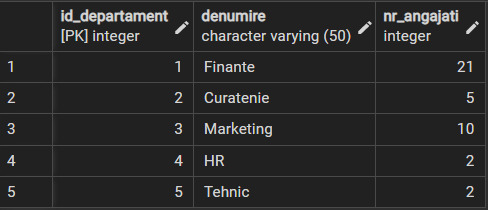 id_departament denumire nr_angajati
[PK] integer character varying (50) integer
1 1 Finante 21
2 2 Curatenie 5
3 3 Marketing 10
4 4 HR 2
5 5 Tehnic 2